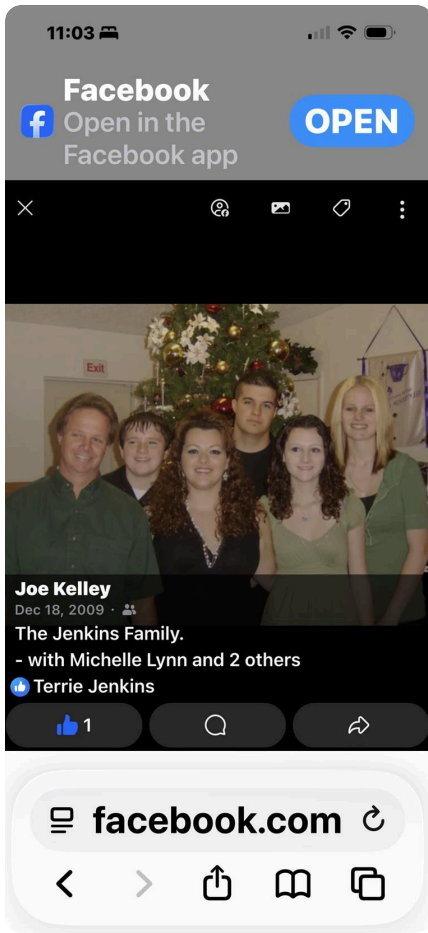 11:03
Facebook
Open in the
Facebook app
OPEN
Exit
Joe Kelley
Dec 18, 2009 ·
The Jenkins Family.
- with Michelle Lynn and 2 others
Terrie Jenkins
1
facebook.com